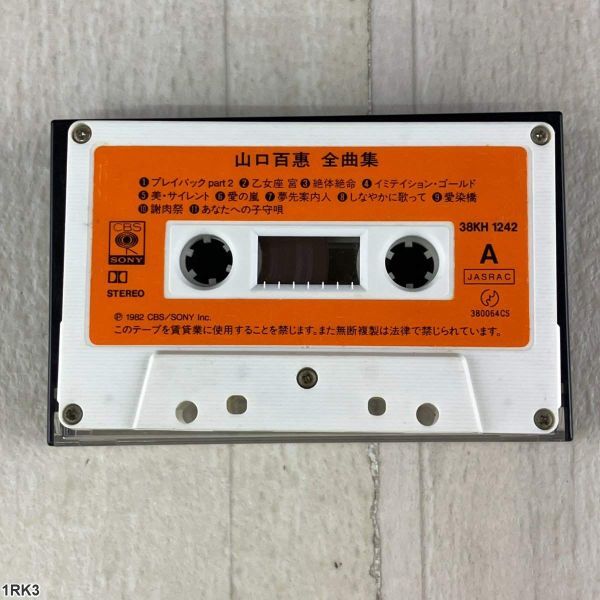 山口百惠 全曲集
❶プレイバック part 2 ❷乙女座 宮 ❸絶体絶命 ❹イミテイション・ゴールド
❺美・サイレント ❻愛の嵐 ❼夢先案内人 ❽しなやかに歌って ❾愛染橋
❿謝肉祭 ⓫あなたへの子守唄
38KH 1242
CBS
SONY
A
JASRAC
STEREO
380064CS
Ⓟ 1982 CBS/SONY Inc.
このテープを賃貸業に使用することを禁じます。また無断複製は法律で禁じられています。
1RK3